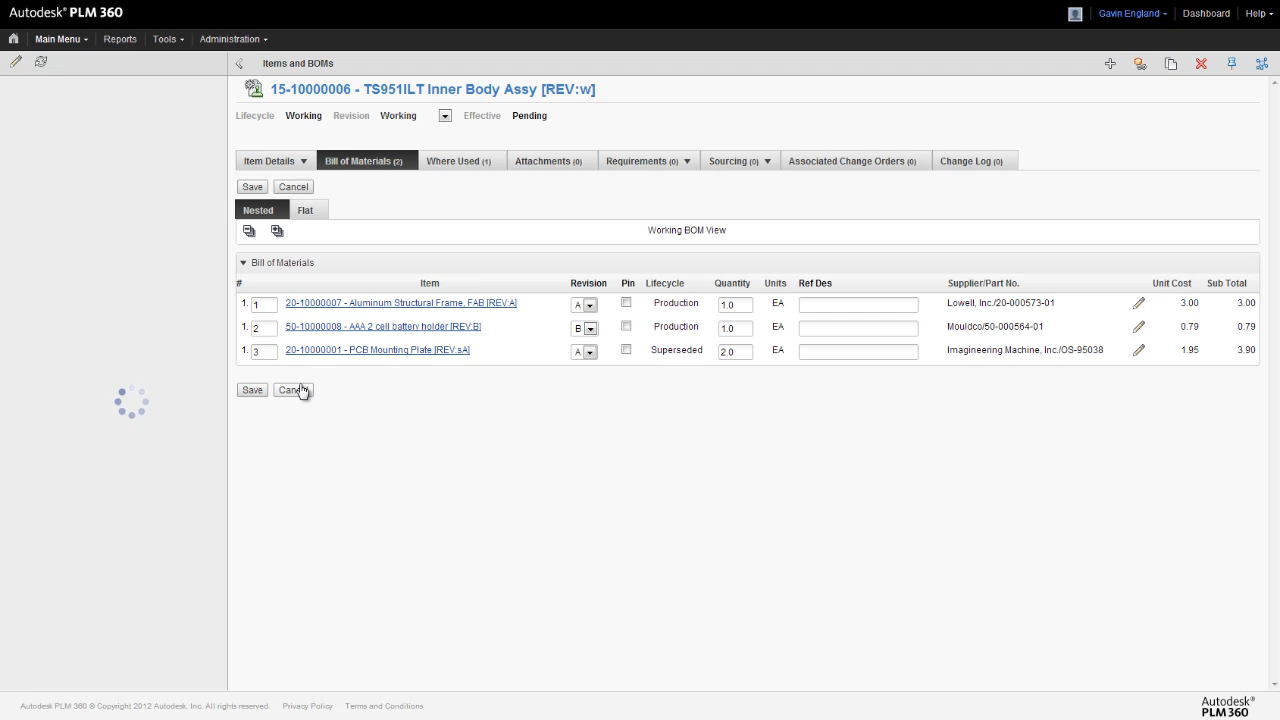 Autodesk® PLM 360
Gavin England Dashboard Help
Main Menu Reports Tools Administration
Items and BOMs
15-10000006 - TS951ILT Inner Body Assy [REV:w]
Lifecycle Working Revision Working Effective Pending
Item Details Bill of Materials (2) Where Used (1) Attachments (0) Requirements (0) Sourcing (0) Associated Change Orders (0) Change Log (0)
Save Cancel
Nested Flat
Working BOM View
Bill of Materials
# Item Revision Pin Lifecycle Quantity Units Ref Des Supplier/Part No. Unit Cost Sub Total
1. 1 20-10000007 - Aluminum Structural Frame, FAB [REV:A] A Production 1.0 EA Lowell, Inc/20-000573-01 3.00 3.00
1. 2 50-10000008 - AAA 2 cell battery holder [REV:B] B Production 1.0 EA Mouldco/50-000564-01 0.79 0.79
1. 3 20-10000001 - PCB Mounting Plate [REV:sA] A Superseded 2.0 EA Imagineering Machine, Inc./OS-95038 1.95 3.90
Save
Autodesk PLM 360 © Copyright 2012 Autodesk, Inc. All rights reserved. Privacy Policy Terms and Conditions
Autodesk®
PLM 360